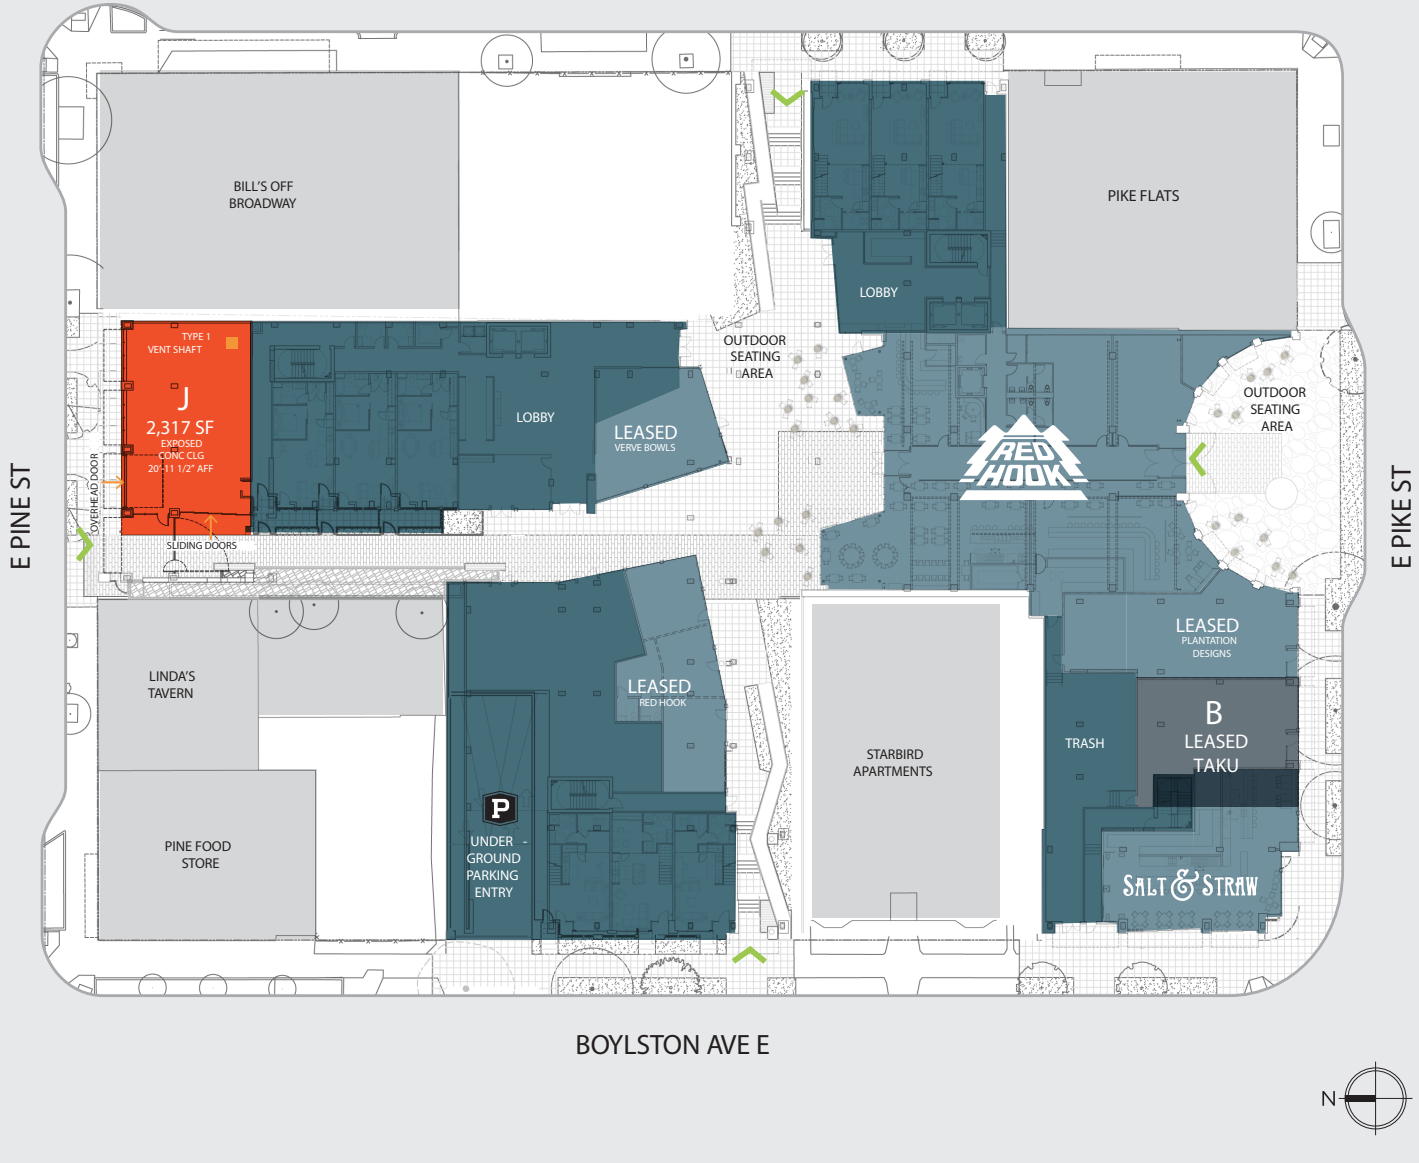 BILL'S OFF
BROADWAY
PIKE FLATS
LOBBY
TYPE 1
VENT SHAFT
J
2,317 SF
EXPOSED
CONC CLG
20'-11 1/2" AFF
OVERHEAD DOOR
SLIDING DOORS
LOBBY
LEASED
VERVE BOWLS
OUTDOOR
SEATING
AREA
RED
HOOK
OUTDOOR
SEATING
AREA
E PINE ST
E PIKE ST
LINDA'S
TAVERN
PINE FOOD
STORE
LEASED
RED HOOK
P
UNDER -
GROUND
PARKING
ENTRY
STARBIRD
APARTMENTS
LEASED
PLANTATION
DESIGNS
TRASH
B
LEASED
TAKU
SALT & STRAW
BOYLSTON AVE E
N